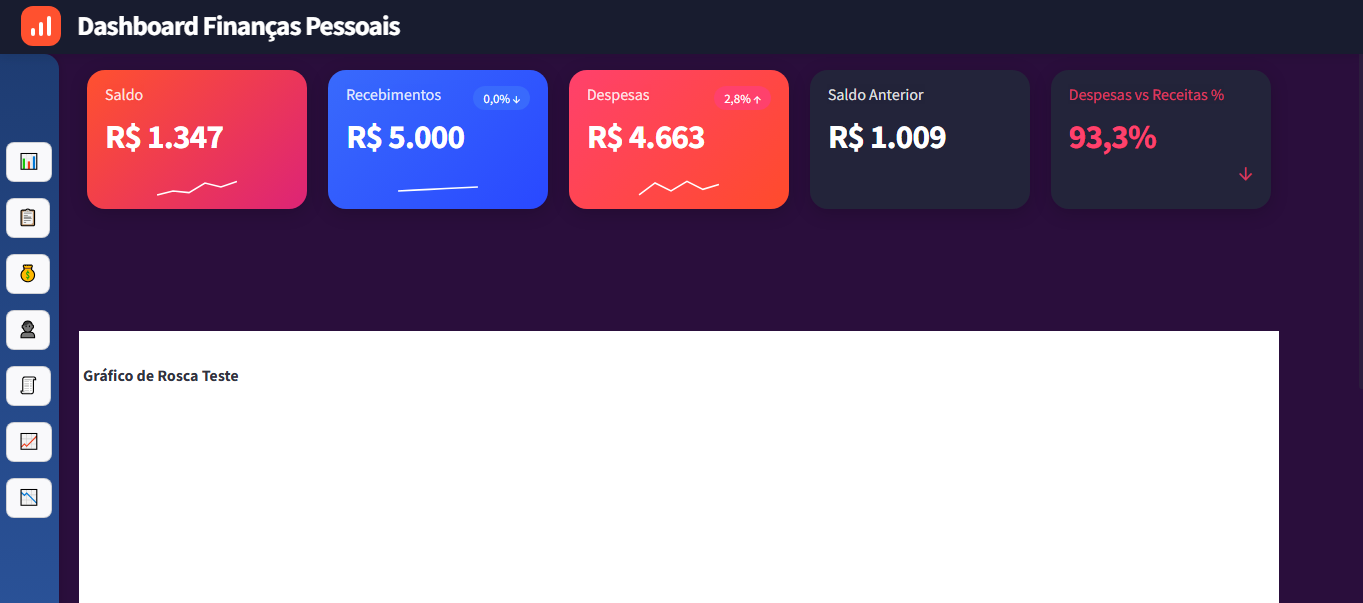 Dashboard Finanças Pessoais
Saldo
R$ 1.347
Recebimentos
0,0% ↓
R$ 5.000
Despesas
2,8% ↑
R$ 4.663
Saldo Anterior
R$ 1.009
Despesas vs Receitas %
93,3%
↓
Gráfico de Rosca Teste